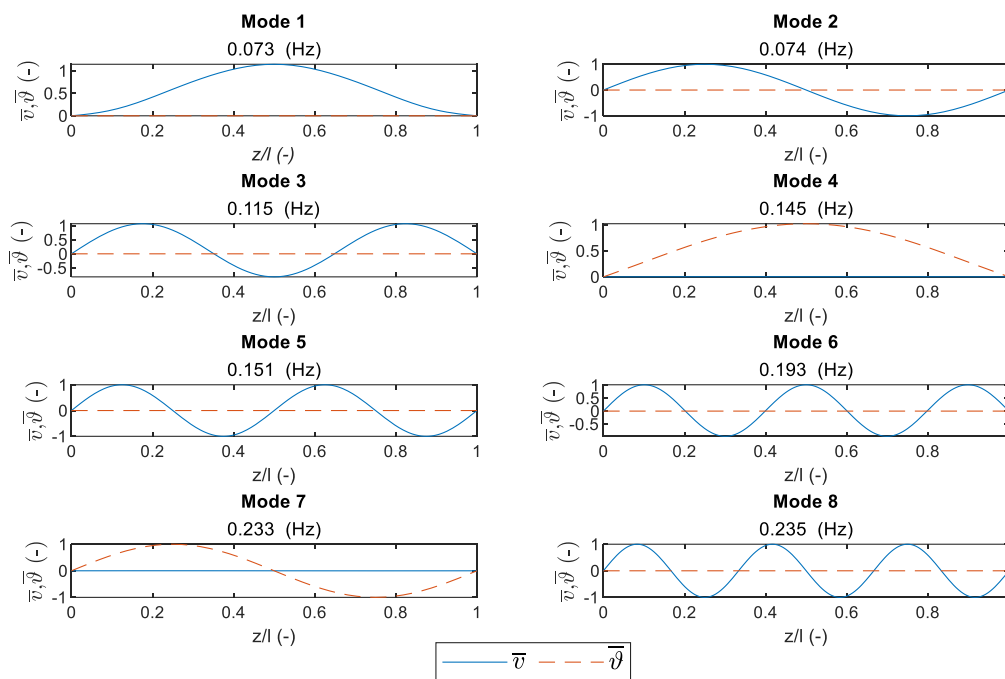 Mode 1
0.073 (Hz)
v̅,ϑ̅ (-)
1
0.5
0
0 0.2 0.4 0.6 0.8 1
z/l (-)
Mode 2
0.074 (Hz)
v̅,ϑ̅ (-)
1
0
-1
0 0.2 0.4 0.6 0.8
z/l (-)
Mode 3
0.115 (Hz)
v̅,ϑ̅ (-)
1
0.5
0
-0.5
0 0.2 0.4 0.6 0.8 1
z/l (-)
Mode 4
0.145 (Hz)
v̅,ϑ̅ (-)
1
0.5
0
0 0.2 0.4 0.6 0.8
z/l (-)
Mode 5
0.151 (Hz)
v̅,ϑ̅ (-)
1
0
-1
0 0.2 0.4 0.6 0.8 1
z/l (-)
Mode 6
0.193 (Hz)
v̅,ϑ̅ (-)
1
0.5
0
-0.5
0 0.2 0.4 0.6 0.8
z/l (-)
Mode 7
0.233 (Hz)
v̅,ϑ̅ (-)
1
0
-1
0 0.2 0.4 0.6 0.8 1
z/l (-)
Mode 8
0.235 (Hz)
v̅,ϑ̅ (-)
1
0
-1
0 0.2 0.4 0.6 0.8
z/l (-)
v̅ ϑ̅